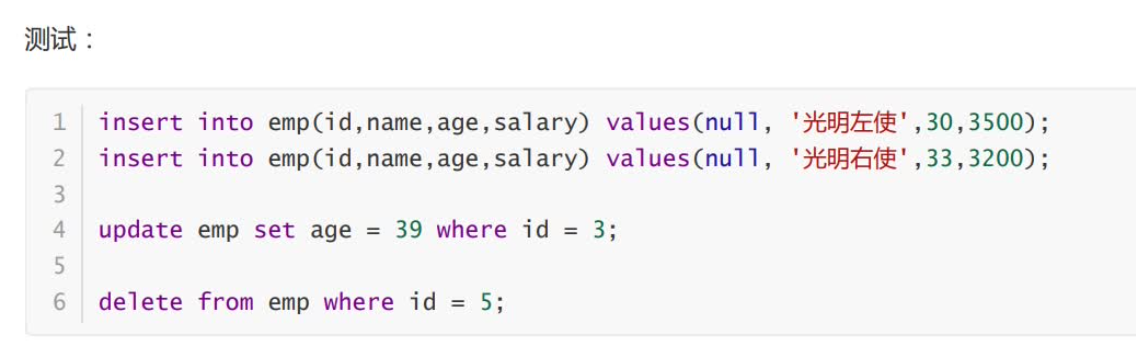 测试：
1 insert into emp(id,name,age,salary) values(null, '光明左使',30,3500);
2 insert into emp(id,name,age,salary) values(null, '光明右使',33,3200);
3
4 update emp set age = 39 where id = 3;
5
6 delete from emp where id = 5;